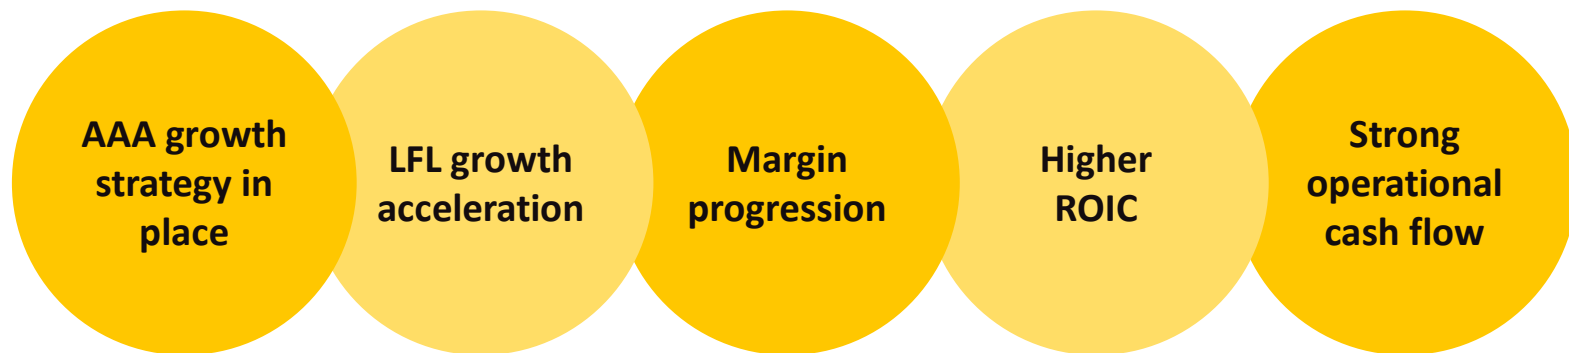 AAA growth
strategy in
place
LFL growth
acceleration
Margin
progression
Higher
ROIC
Strong
operational
cash flow